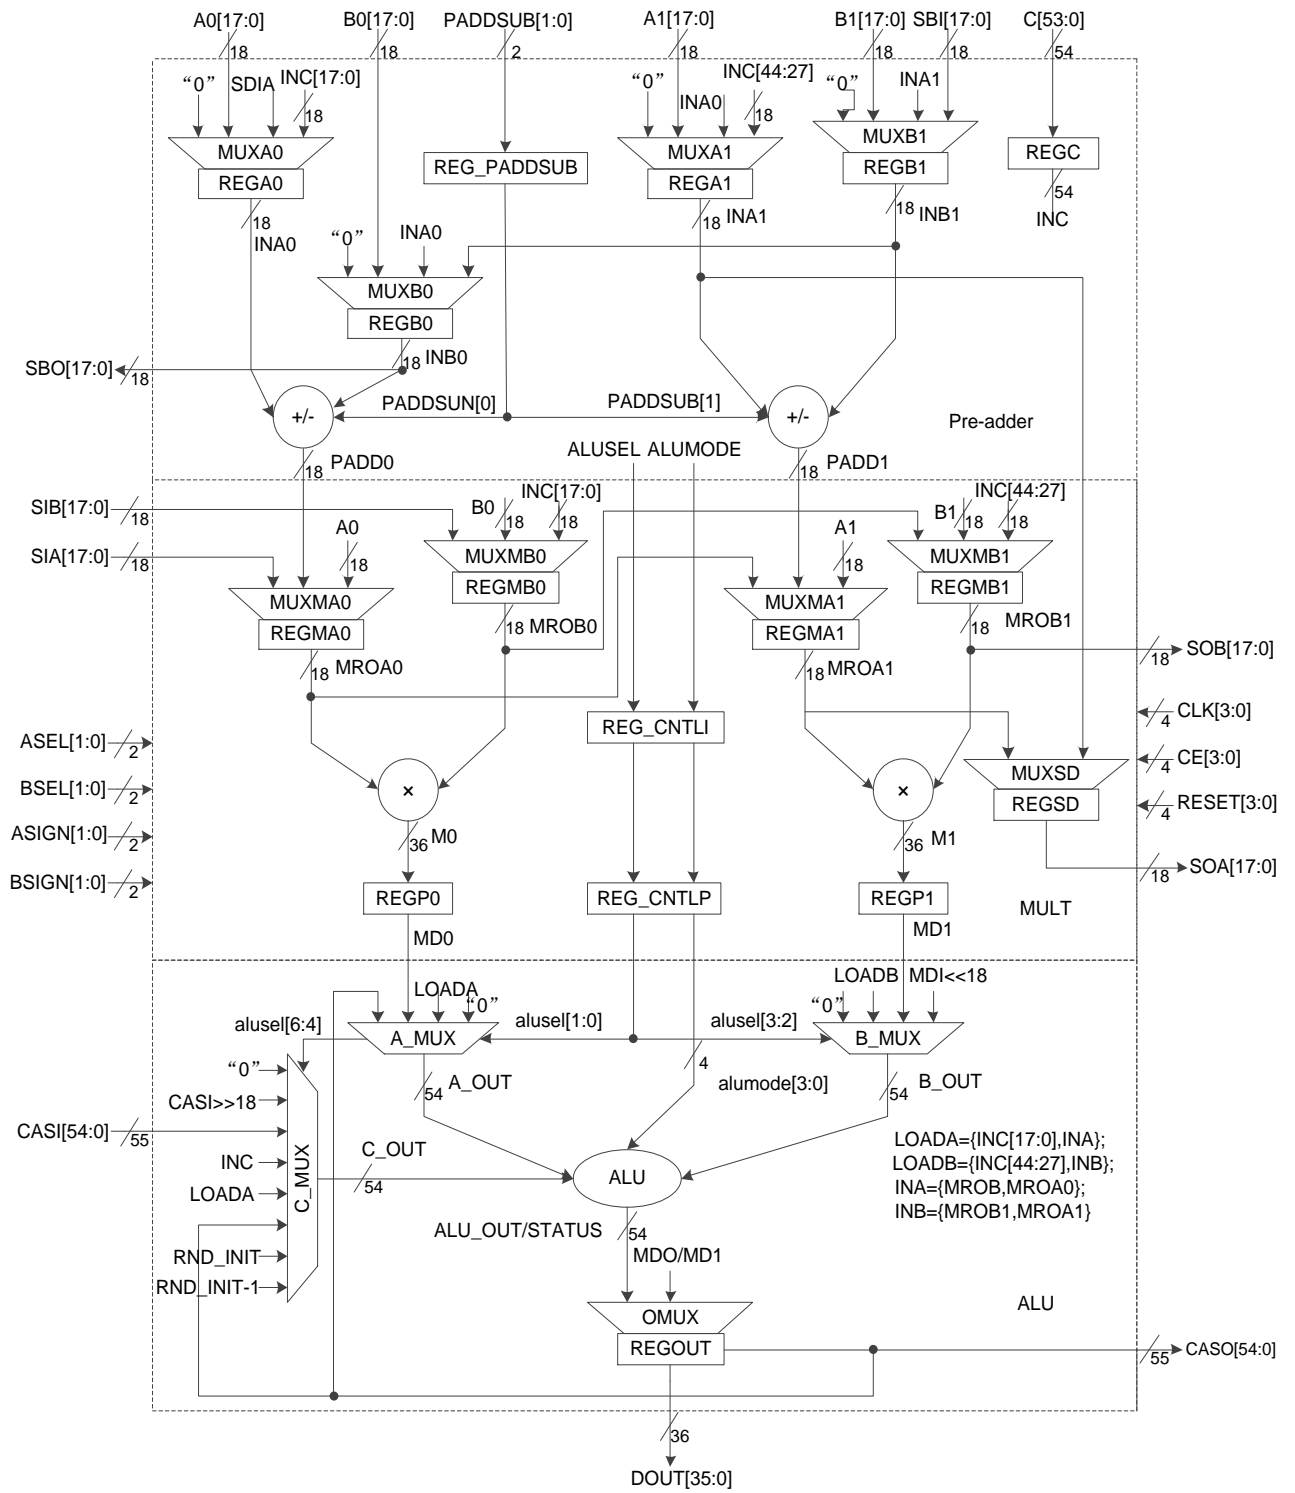 A0[17:0] B0[17:0] PADDSUB[1:0] A1[17:0] B1[17:0] SBI[17:0] C[53:0]
18 18 2 18 18 18 54
“0” SDIA INC[17:0] “0” INA0 INC[44:27] “0” INA1
18 18
MUXA0 MUXA1 MUXB1 REGC
REGA0 REG_PADDSUB REGA1 REGB1
18 18 INA1 18 INB1 54
INA0 INC
“0” INA0
MUXB0
REGB0
18 INB0
SBO[17:0] 18
+/- PADDSUN[0] PADDSUB[1] +/- Pre-adder
ALUSEL ALUMODE
18 PADD0 18 PADD1
SIB[17:0] 18 B0 18 INC[17:0] 18 B1 18 INC[44:27] 18
SIA[17:0] 18 A0 18 A1 18
MUXMB0 MUXMB1
REGMB0 REGMB1
MUXMA0 MUXMA1
REGMA0 REGMA1
18 MROB0 18 MROB1
18 MROA0 18 MROA1
18 SOB[17:0]
4 CLK[3:0]
REG_CNTLI
ASEL[1:0] 2
4 CE[3:0]
MUXSD
BSEL[1:0] 2 × × REGSD 4 RESET[3:0]
ASIGN[1:0] 2 36 M0 36 M1
18 SOA[17:0]
BSIGN[1:0] 2 REGP0 REG_CNTLP REGP1
MULT
MD0 MD1
LOADA “0” LOADB MDI<<18
“0”
alusel[6:4] A_MUX alusel[1:0] alusel[3:2] B_MUX
“0” 4
54 A_OUT alumode[3:0] 54 B_OUT
CASI>>18
CASI[54:0] 55
LOADA={INC[17:0],INA};
INC C_MUX C_OUT LOADB={INC[44:27],INB};
54 ALU
LOADA INA={MROB,MROA0};
INB={MROB1,MROA1}
ALU_OUT/STATUS 54
RND_INIT MDO/MD1
RND_INIT-1
OMUX ALU
REGOUT
55 CASO[54:0]
36
DOUT[35:0]